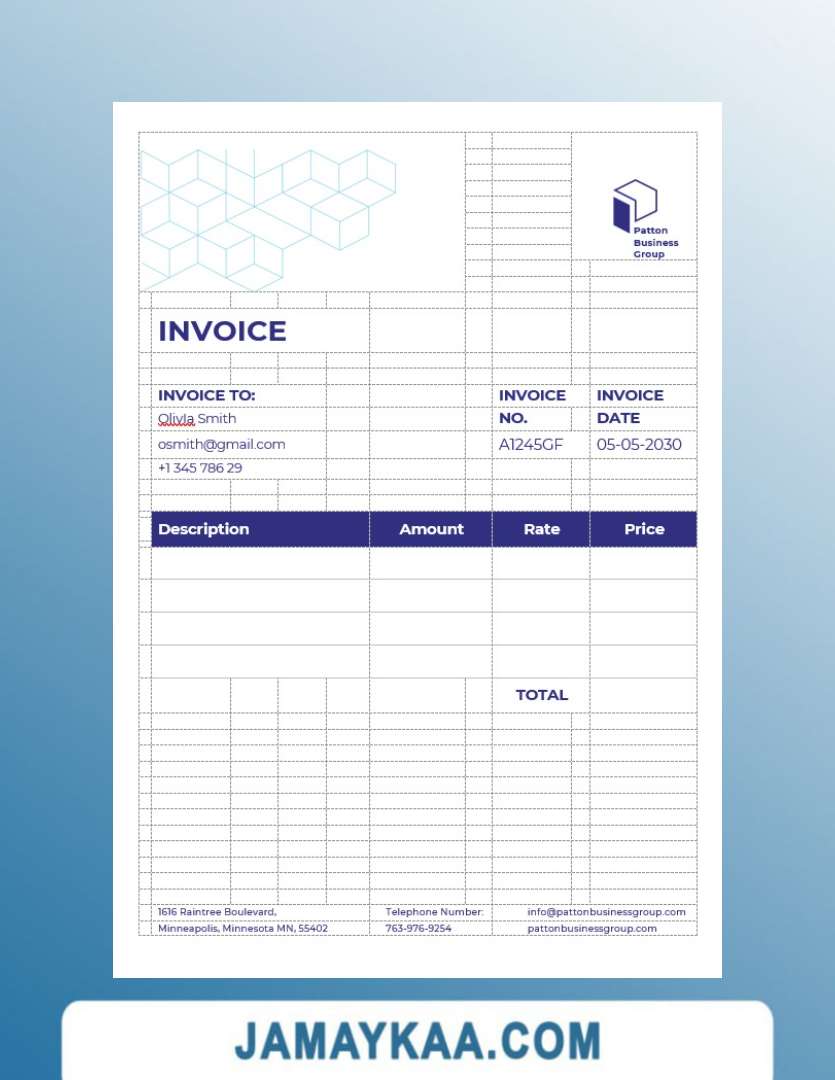 Patton
Business
Group
INVOICE
INVOICE TO:
OlivIa Smith
osmith@gmail.com
+1 345 786 29
INVOICE NO.
A1245GF
INVOICE DATE
05-05-2030
Description Amount Rate Price
TOTAL
1616 Raintree Boulevard, Telephone Number: info@pattonbusinessgroup.com
Minneapolis, Minnesota MN, 55402 763-976-9254 pattonbusinessgroup.com
JAMAYKAA.COM